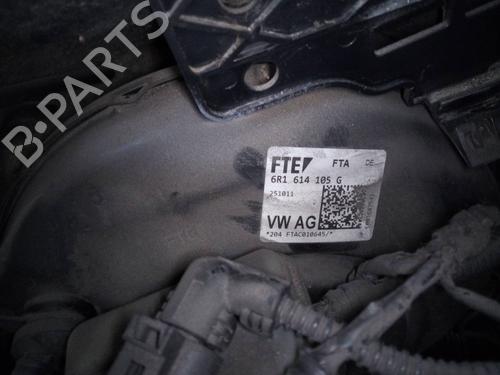 B-PARTS
FTE FTA DE
6R1 614 105 G
251011
VW AG
*204 FTAC010645/*